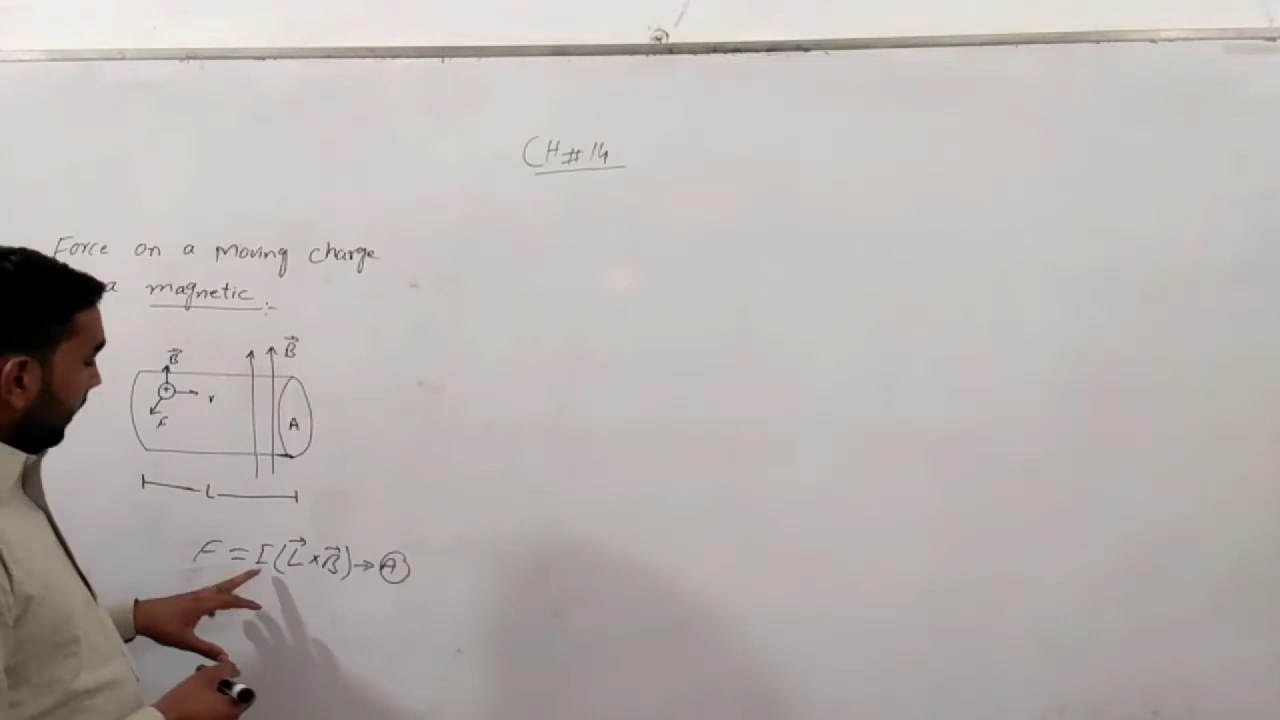 CH#14
Force on a moving charge
a magnetic :-
B⃗
B⃗
+
v
F
A
L
F = I(L⃗×B⃗)→Ⓐ